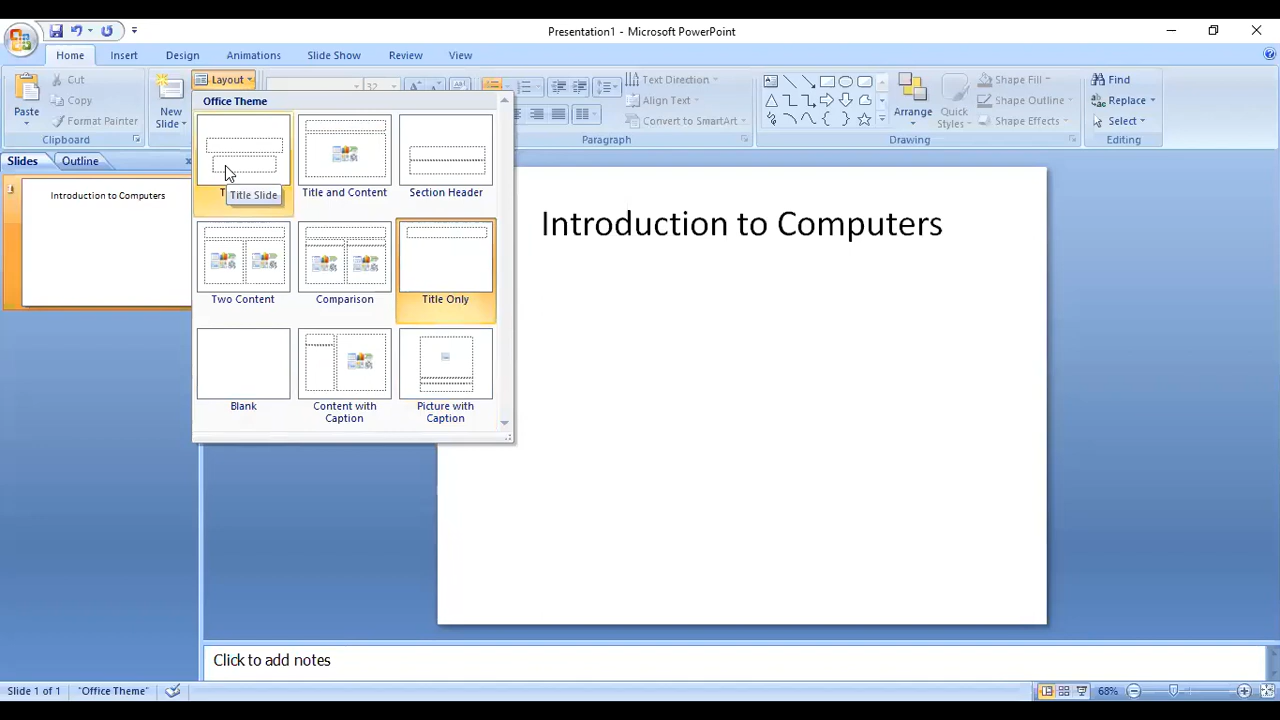 Presentation1 - Microsoft PowerPoint
Home Insert Design Animations Slide Show Review View
Paste
Cut
Copy
Format Painter
Clipboard
New
Slide
Layout
32
Text Direction
Align Text
Convert to SmartArt
Paragraph
Arrange
Shape Fill
Shape Outline
Shape Effects
Drawing
Find
Replace
Select
Editing
Office Theme
Title Slide
Title and Content
Section Header
Two Content
Comparison
Title Only
Blank
Content with
Caption
Picture with
Caption
Slides Outline
1
Introduction to Computers
Introduction to Computers
Click to add notes
Slide 1 of 1 "Office Theme" 68%